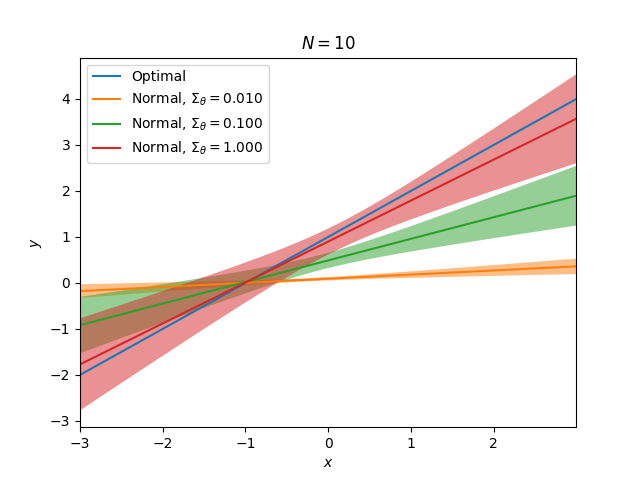 N = 10
Optimal
Normal, Σθ = 0.010
Normal, Σθ = 0.100
Normal, Σθ = 1.000
4
3
2
1
0
−1
−2
−3
y
−3 −2 −1 0 1 2
x